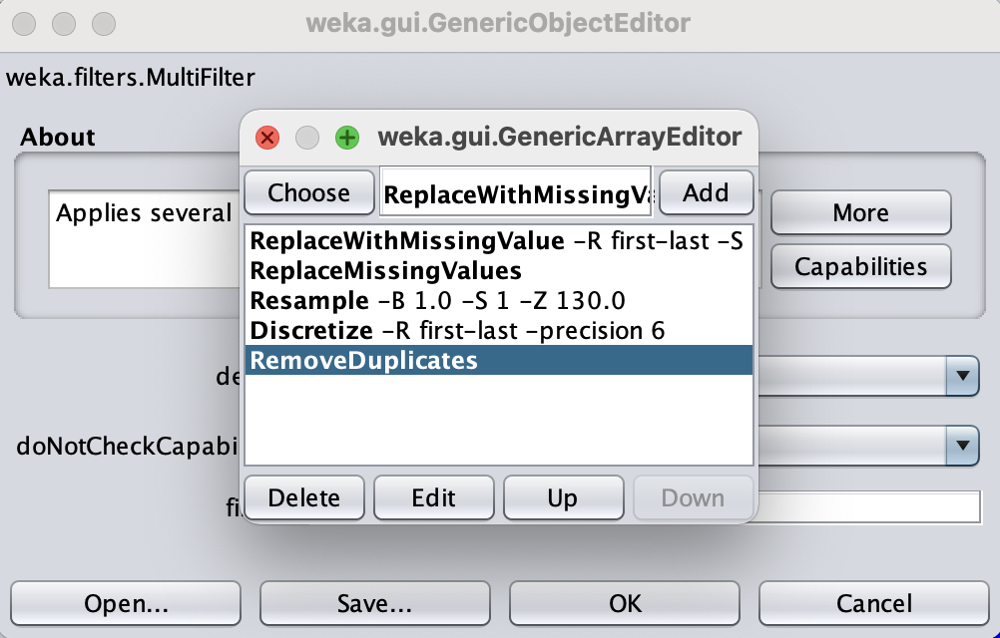 weka.gui.GenericObjectEditor
weka.filters.MultiFilter
About
Applies several
More
Capabilities
weka.gui.GenericArrayEditor
Choose
ReplaceWithMissingVa
Add
ReplaceWithMissingValue -R first-last -S
ReplaceMissingValues
Resample -B 1.0 -S 1 -Z 130.0
Discretize -R first-last -precision 6
RemoveDuplicates
Delete
Edit
Up
Down
de
doNotCheckCapabi
fi
Open...
Save...
OK
Cancel